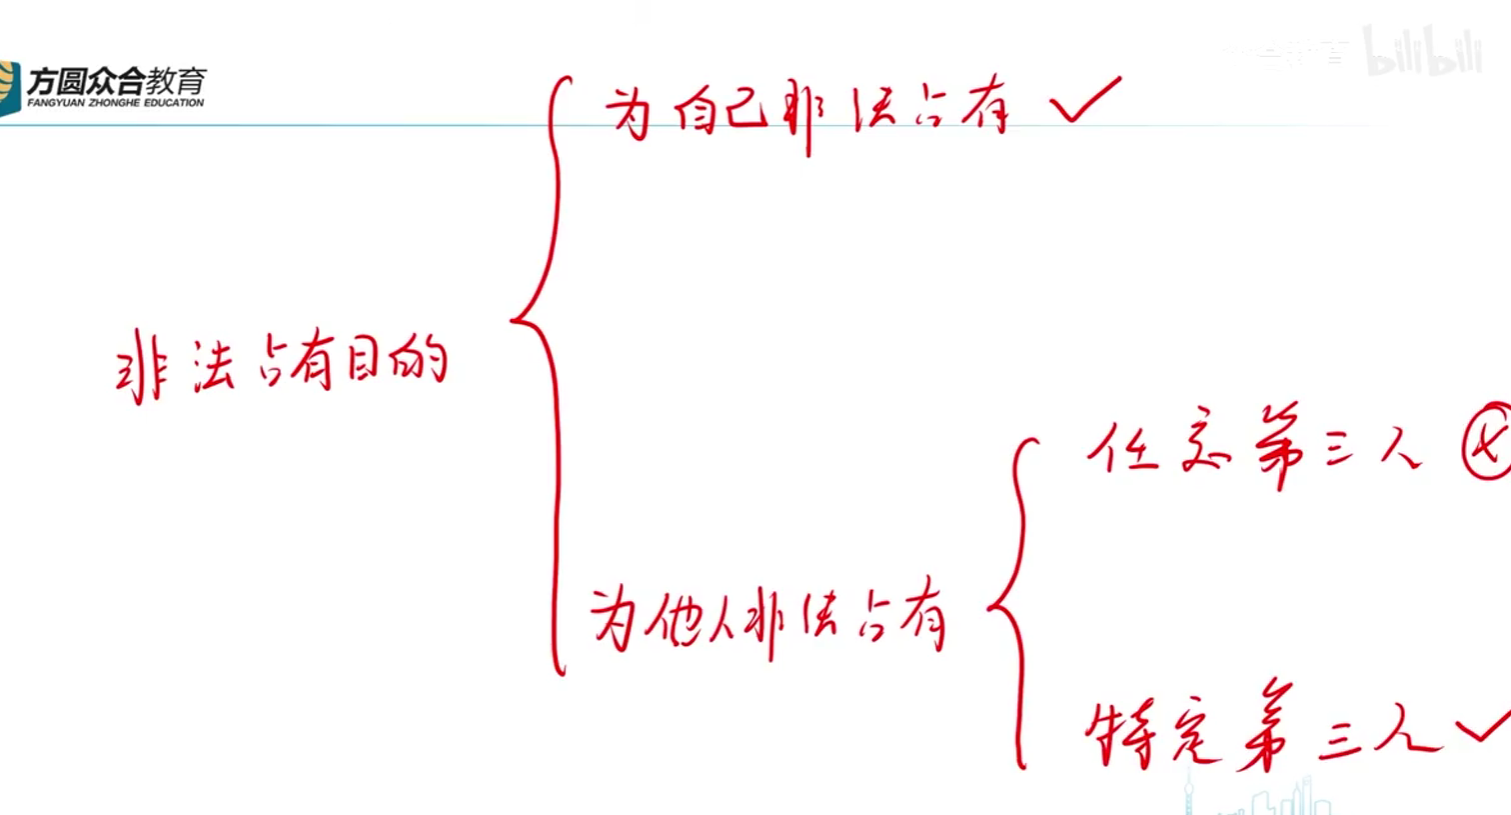 方圆众合教育
FANGYUAN ZHONGHE EDUCATION
bilibili
为自己非法占有 ✓
非法占有目的
任意第三人
为他人非法占有
特定第三人 ✓